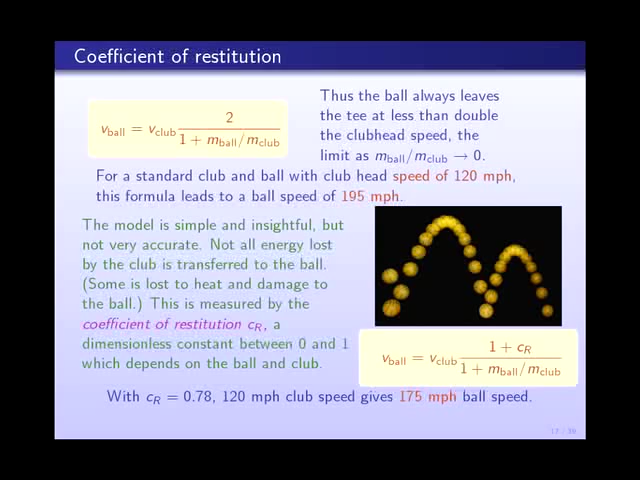 Coefficient of restitution
v_ball = v_club 2 / (1 + m_ball/m_club)
Thus the ball always leaves
the tee at less than double
the clubhead speed, the
limit as m_ball/m_club → 0.
For a standard club and ball with club head speed of 120 mph,
this formula leads to a ball speed of 195 mph.
The model is simple and insightful, but
not very accurate. Not all energy lost
by the club is transferred to the ball.
(Some is lost to heat and damage to
the ball.) This is measured by the
coefficient of restitution c_R, a
dimensionless constant between 0 and 1
which depends on the ball and club.
v_ball = v_club (1 + c_R) / (1 + m_ball/m_club)
With c_R = 0.78, 120 mph club speed gives 175 mph ball speed.
17 / 39